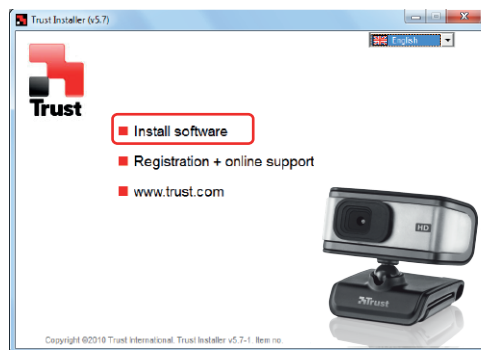 Trust Installer (v5.7)
English
Trust
Install software
Registration + online support
www.trust.com
HD
Trust
Copyright ©2010 Trust International. Trust Installer v5.7-1. Item no.